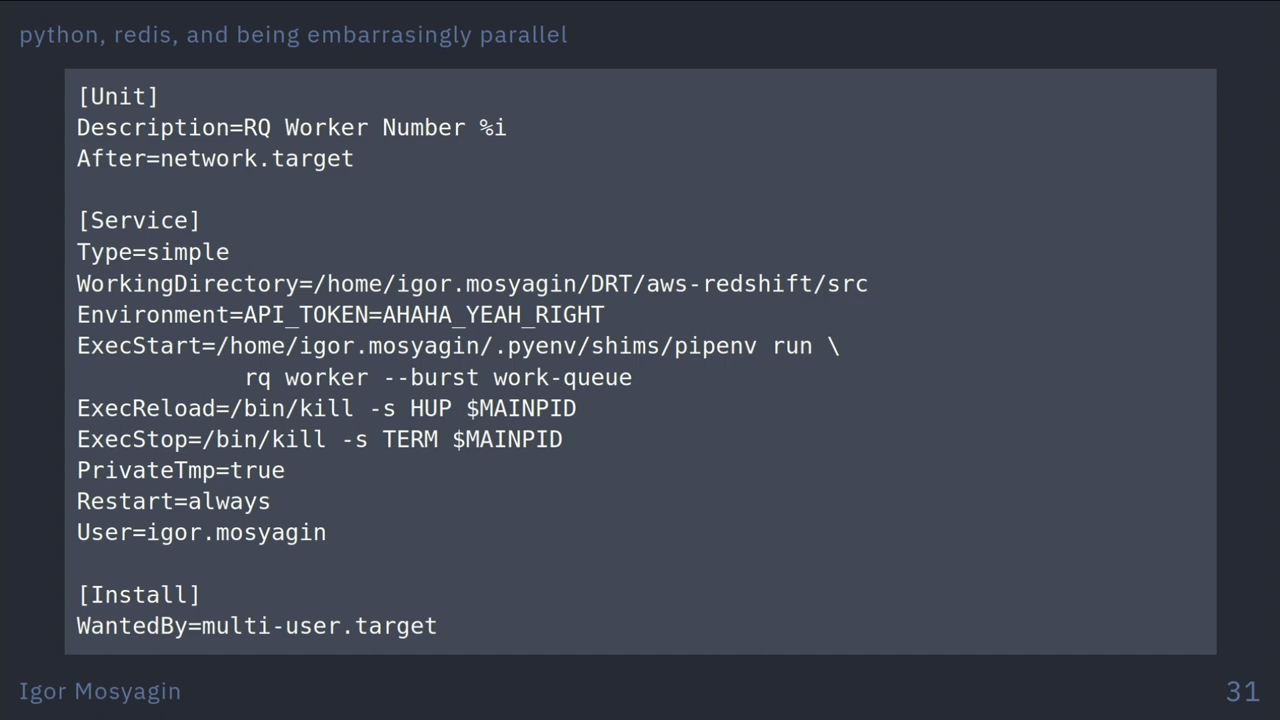 python, redis, and being embarrasingly parallel
[Unit]
Description=RQ Worker Number %i
After=network.target
[Service]
Type=simple
WorkingDirectory=/home/igor.mosyagin/DRT/aws-redshift/src
Environment=API_TOKEN=AHAHA_YEAH_RIGHT
ExecStart=/home/igor.mosyagin/.pyenv/shims/pipenv run \
rq worker --burst work-queue
ExecReload=/bin/kill -s HUP $MAINPID
ExecStop=/bin/kill -s TERM $MAINPID
PrivateTmp=true
Restart=always
User=igor.mosyagin
[Install]
WantedBy=multi-user.target
Igor Mosyagin
31